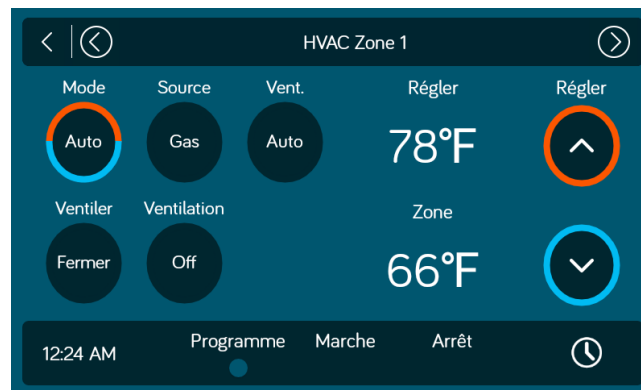 HVAC Zone 1
Mode Source Vent. Régler Régler
Auto Gas Auto 78°F
Ventiler Ventilation Zone
Fermer Off 66°F
12:24 AM Programme Marche Arrêt